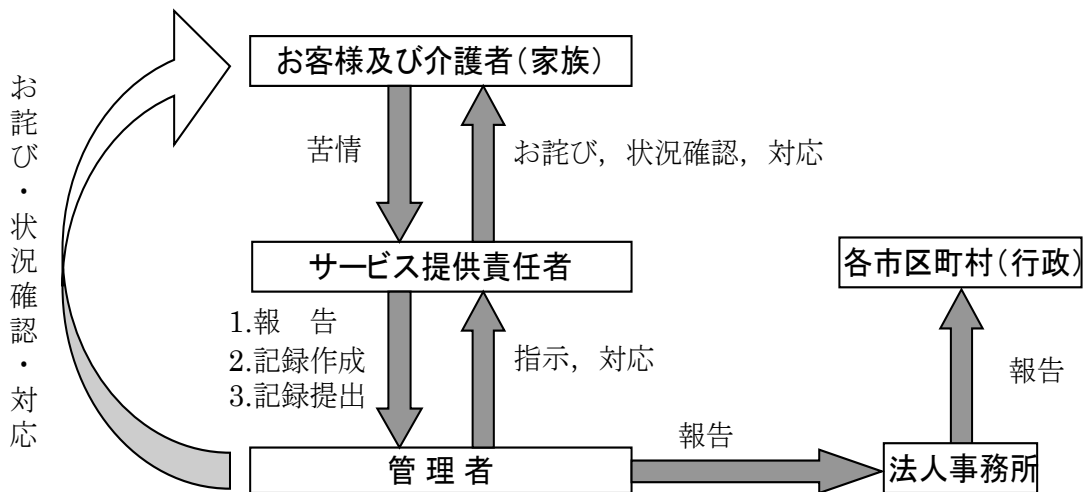 お客様及び介護者（家族）
お詫び・状況確認・対応
苦情
お詫び，状況確認，対応
サービス提供責任者
各市区町村（行政）
1.報　告
2.記録作成
3.記録提出
指示，対応
報告
報告
管 理 者
法人事務所